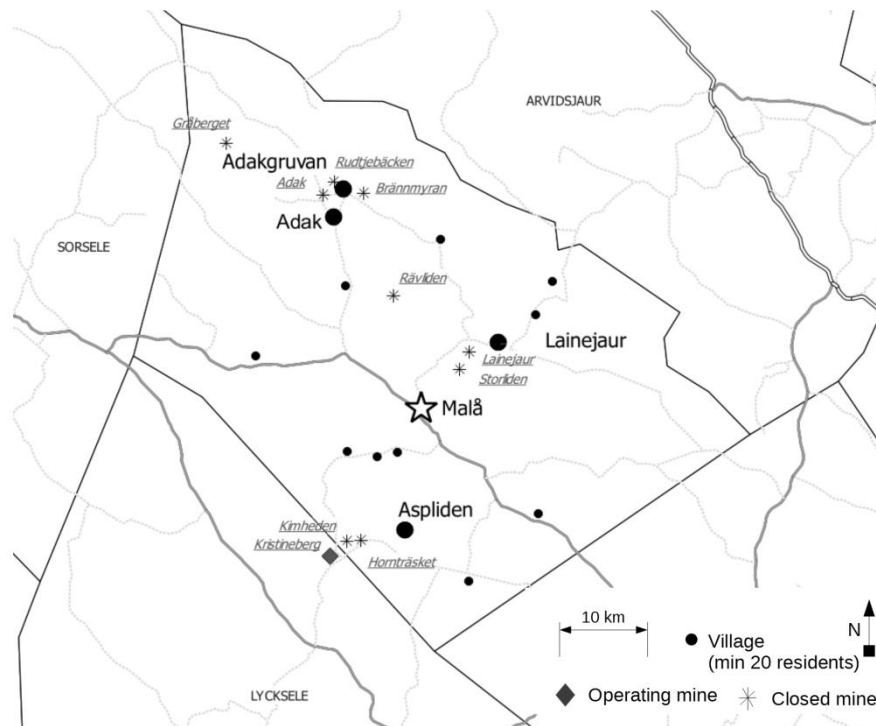 ARVIDSJAUR
Gråberget
Adakgruvan
Rudtjebäcken
Adak
Brännmyran
Adak
SORSELE
Rävliden
Lainejaur
Lainejaur
Storliden
Malå
Aspliden
Kimheden
Kristineberg
Hornträsket
10 km
N
Village
(min 20 residents)
LYCKSELE
Operating mine
Closed mine